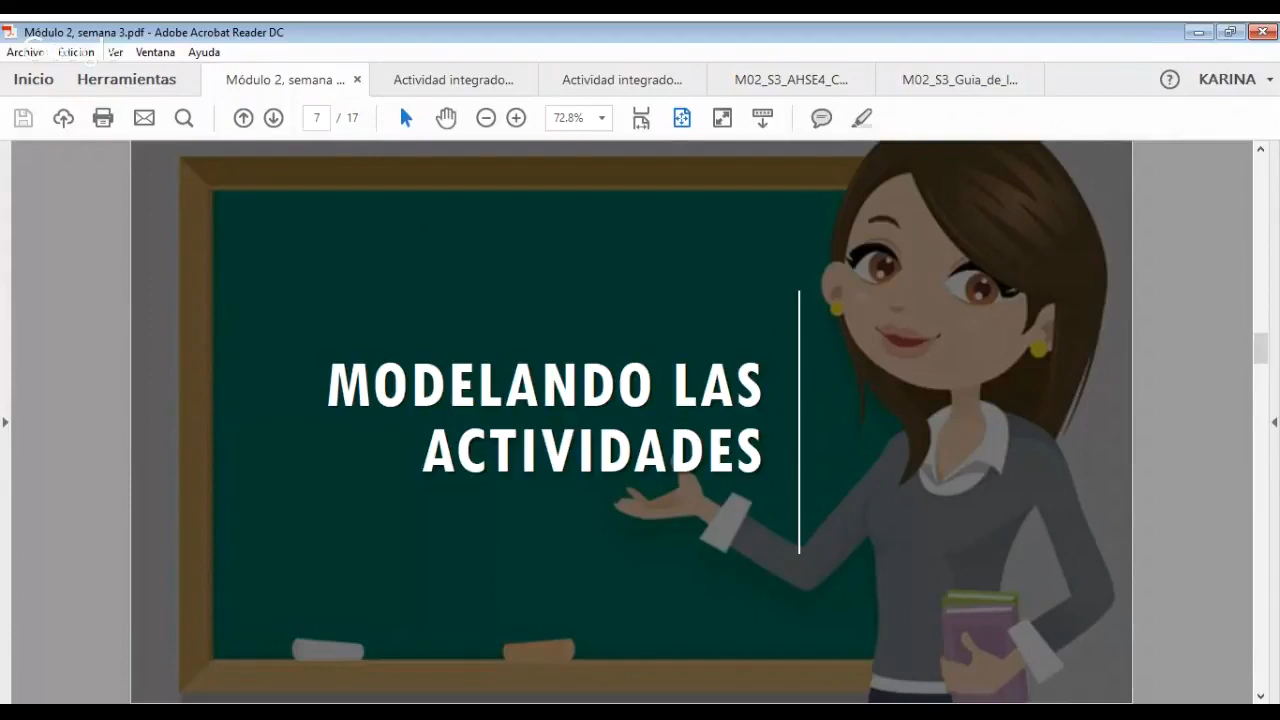 Módulo 2, semana 3.pdf - Adobe Acrobat Reader DC
Archivo Edición Ver Ventana Ayuda
Inicio Herramientas Módulo 2, semana ... × Actividad integrado... Actividad integrado... M02_S3_AHSE4_C... M02_S3_Guia_de_l... ? KARINA
7 / 17 72.8%
MODELANDO LAS
ACTIVIDADES